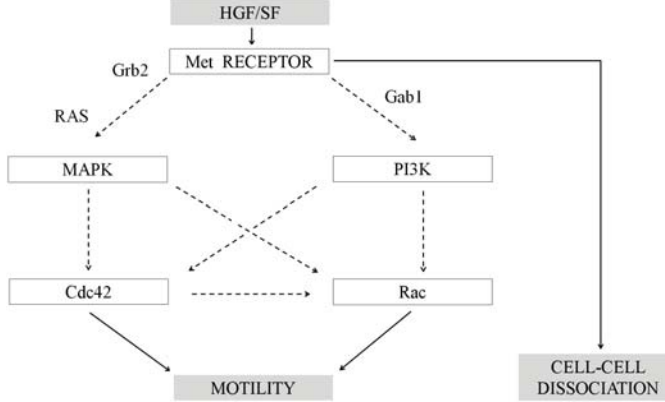 HGF/SF
Met RECEPTOR
Grb2
Gab1
RAS
MAPK
PI3K
Cdc42
Rac
MOTILITY
CELL-CELL
DISSOCIATION